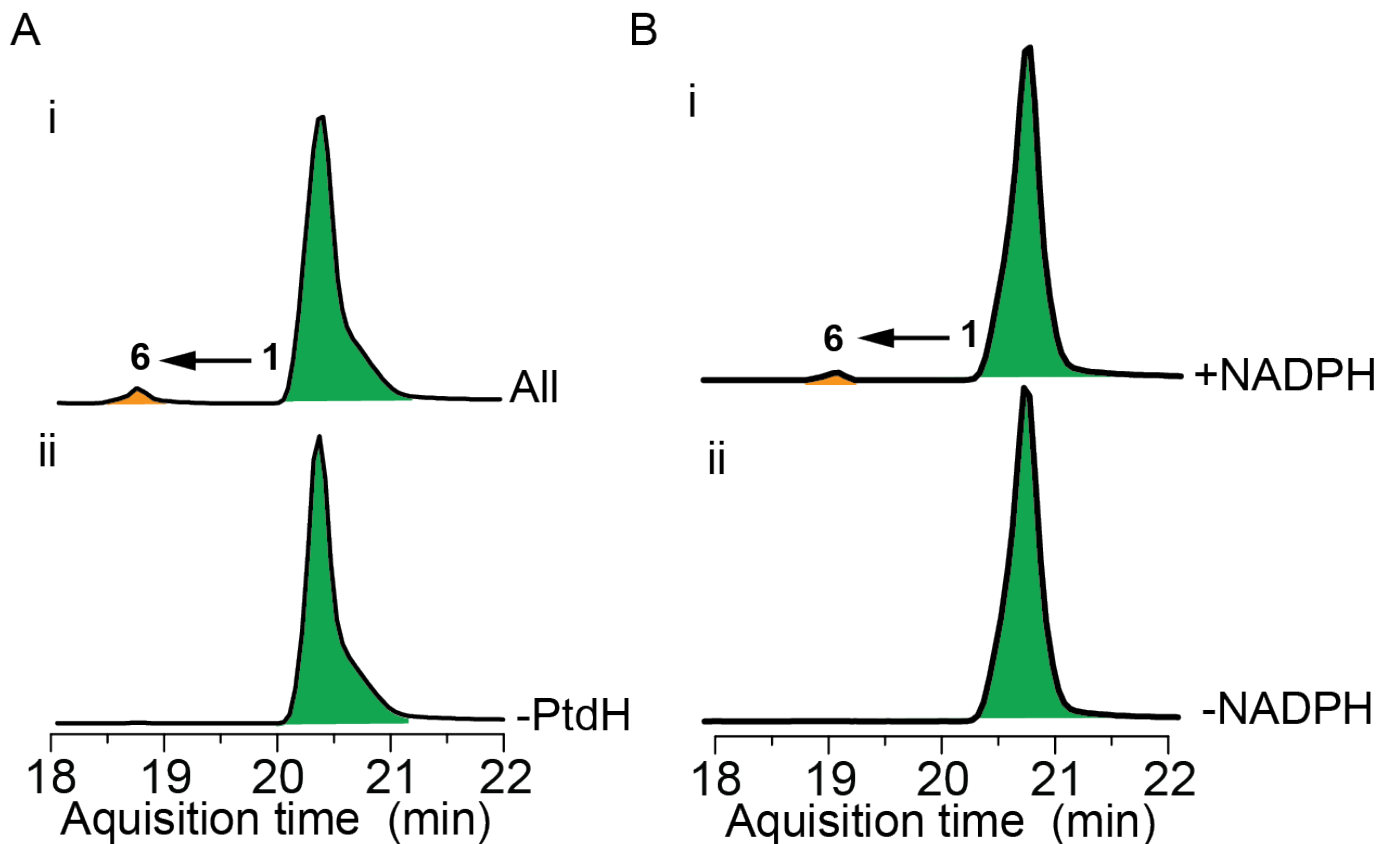 A
i
6 1
All
ii
-PtdH
18 19 20 21 22
Aquisition time (min)
B
i
6 1
+NADPH
ii
-NADPH
18 19 20 21 22
Aquisition time (min)